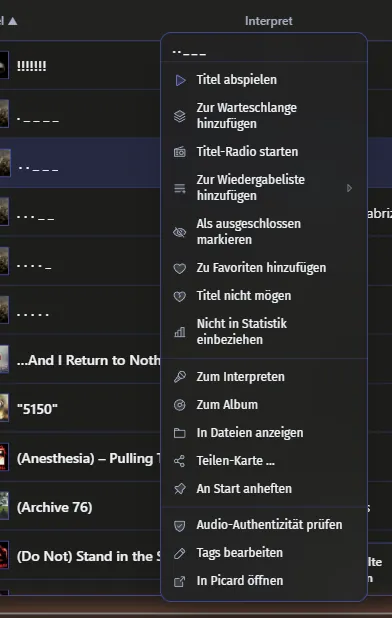 ▲
Interpret
!!!!!!!
. _ _ _ _
. . _ _ _
. . . _ _
. . . . _
. . . . .
...And I Return to Noth
"5150"
(Anesthesia) – Pulling T
(Archive 76)
(Do Not) Stand in the S
. . _ _ _
Titel abspielen
Zur Warteschlange
hinzufügen
Titel-Radio starten
Zur Wiedergabeliste
hinzufügen
Als ausgeschlossen
markieren
Zu Favoriten hinzufügen
Titel nicht mögen
Nicht in Statistik
einbeziehen
Zum Interpreten
Zum Album
In Dateien anzeigen
Teilen-Karte ...
An Start anheften
Audio-Authentizität prüfen
Tags bearbeiten
In Picard öffnen
abriz
lte